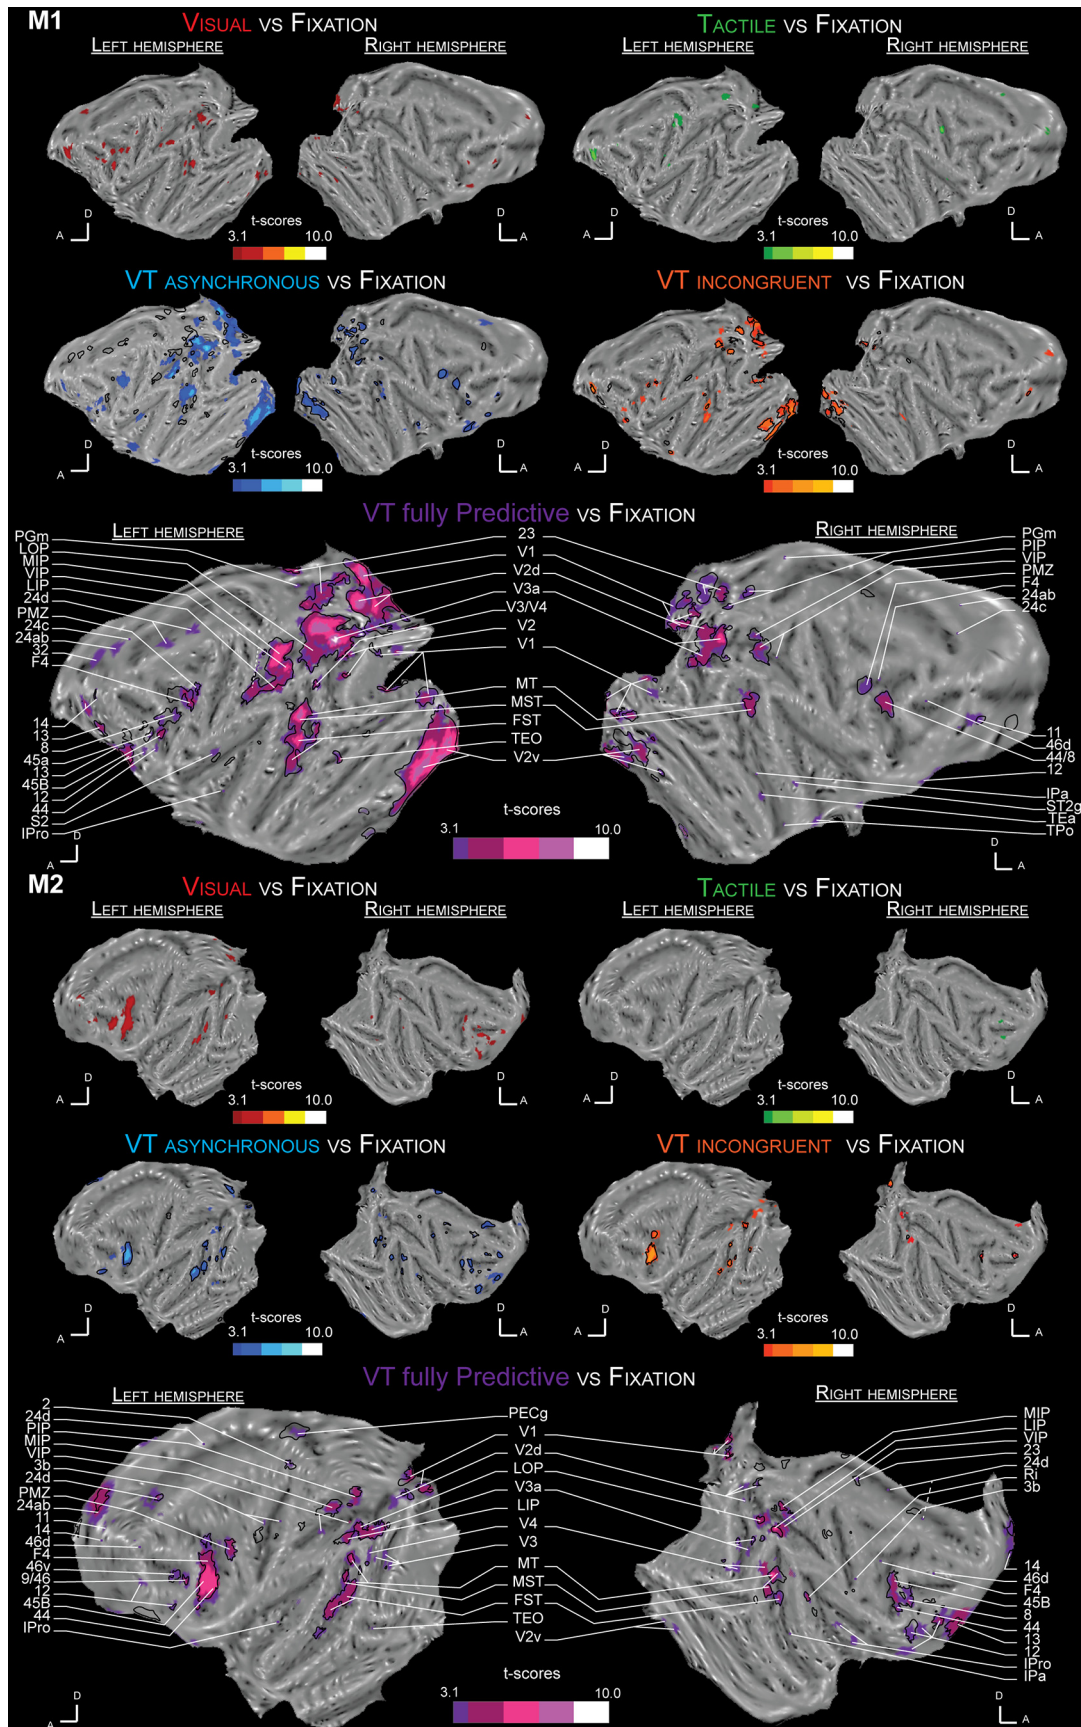 M1
VISUAL VS FIXATION
TACTILE VS FIXATION
LEFT HEMISPHERE
RIGHT HEMISPHERE
LEFT HEMISPHERE
RIGHT HEMISPHERE
D
A
t-scores
3.1 10.0
D
A
D
A
t-scores
3.1 10.0
D
A
VT ASYNCHRONOUS VS FIXATION
VT INCONGRUENT VS FIXATION
D
A
t-scores
3.1 10.0
D
A
D
A
t-scores
3.1 10.0
D
A
VT fully Predictive VS FIXATION
LEFT HEMISPHERE
RIGHT HEMISPHERE
PGm
LOP
MIP
VIP
LIP
24d
PMZ
24c
24ab
32
F4
14
13
8
45a
13
45B
12
44
S2
IPro
23
V1
V2d
V3a
V3/V4
V2
V1
MT
MST
FST
TEO
V2v
PGm
PIP
VIP
PMZ
F4
24ab
24c
11
46d
44/8
12
IPa
ST2g
TEa
TPo
D
A
t-scores
3.1 10.0
D
A
M2
VISUAL VS FIXATION
TACTILE VS FIXATION
LEFT HEMISPHERE
RIGHT HEMISPHERE
LEFT HEMISPHERE
RIGHT HEMISPHERE
D
A
t-scores
3.1 10.0
D
A
D
A
t-scores
3.1 10.0
D
A
VT ASYNCHRONOUS VS FIXATION
VT INCONGRUENT VS FIXATION
D
A
t-scores
3.1 10.0
D
A
D
A
t-scores
3.1 10.0
D
A
VT fully Predictive VS FIXATION
LEFT HEMISPHERE
RIGHT HEMISPHERE
2
24d
PIP
MIP
VIP
3b
24d
PMZ
24ab
11
14
46d
F4
46v
9/46
12
12
45B
44
IPro
PECg
V1
V2d
LOP
V3a
LIP
V4
V3
MT
MST
FST
TEO
V2v
MIP
LIP
VIP
23
24d
Ri
3b
14
46d
F4
45B
8
44
13
12
IPro
IPa
D
A
t-scores
3.1 10.0
D
A